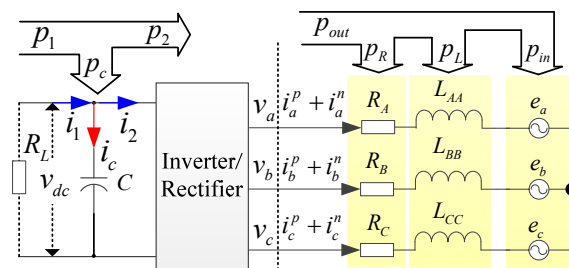 p_1 p_2
p_c
p_out
p_R p_L p_in
i_1 i_2
R_L v_dc i_c C
Inverter/
Rectifier
v_a i_a^p + i_a^n R_A L_AA e_a
v_b i_b^p + i_b^n R_B L_BB e_b
v_c i_c^p + i_c^n R_C L_CC e_c